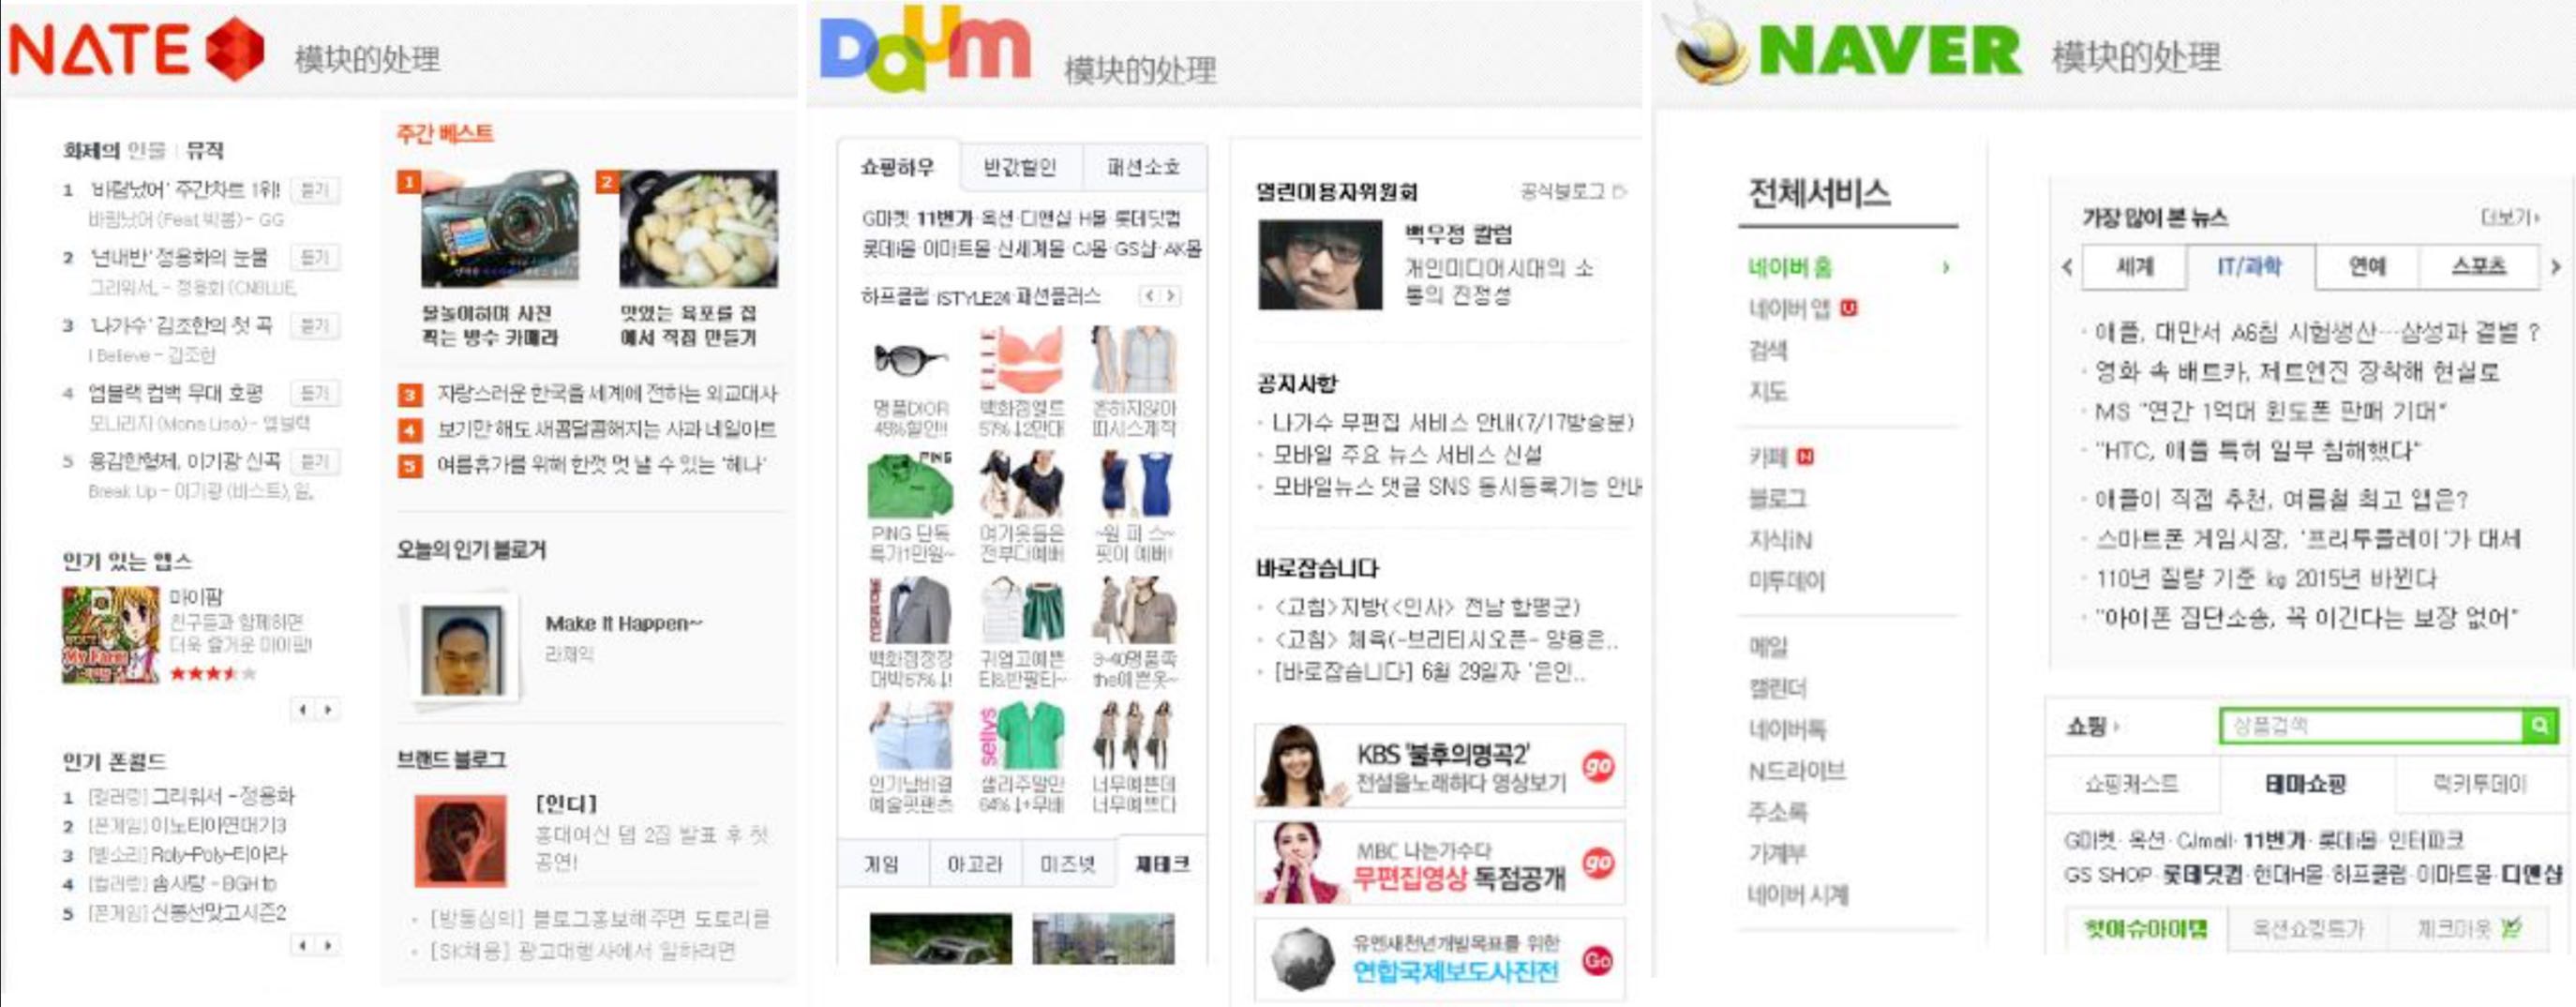 NATE 模块的处理
화제의 인물 뮤직
1 '바람났어' 주간차트 1위! 듣기
바람났어 (Feat.박봄) - GG
2 '넌내반' 정용화의 눈물 듣기
그리워서.. - 정용화 (CNBLUE,
3 '나가수' 김조한의 첫 곡 듣기
I Believe - 김조한
4 엠블랙 컴백 무대 호평 듣기
모나리자 (Mona Lisa) - 엠블랙
5 용감한형제, 이기광 신곡 듣기
Break Up - 이기광 (비스트), 일,
인기 있는 앱스
My Farm
마이팜
친구들과 함께하면
더욱 즐거운 마이팜!
인기 폰월드
1 [컬러링] 그리워서 - 정용화
2 [폰게임] 이노티아연대기3
3 [벨소리] Roly-Poly-티아라
4 [컬러링] 솜사탕 - BGH to
5 [폰게임] 신봉선맞고시즌2
주간 베스트
1 2
물놀이하며 사진
찍는 방수 카메라
맛있는 육포를 집
에서 직접 만들기
3 자랑스러운 한국을 세계에 전하는 외교대사
4 보기만 해도 새콤달콤해지는 사과 네일아트
5 여름휴가를 위해 한껏 멋 낼 수 있는 '헤나'
오늘의 인기 블로거
Make It Happen~
라재익
브랜드 블로그
[인디]
홍대여신 덤 2집 발표 후 첫
공연!
· [방통심의] 블로그홍보해주면 도토리를
· [SK채용] 광고대행사에서 일하려면
Daum 模块的处理
쇼핑하우 반값할인 패션소호
G마켓·11번가·옥션·디앤샵·H몰·롯데닷컴
롯데i몰·이마트몰·신세계몰·CJ몰·GS샵·AK몰
하프클럽·iSTYLE24·패션플러스
ELLE
명품DIOR 백화점엘르 흔하지않아
45%할인!! 57%↓2만대 피시스제작
PING
PING 단독 여기옷들은 ~원 피 스~
특가1만원~ 전부다예뻐 핏이 예뻐!
백화점정장 귀엽고예쁜 3~40명품족
대박67%↓! 티&반팔티~ the예쁜옷~
sellys
인기남비결 샐리주말만 너무예쁜데
예술핏팬츠 64%↓+무배 너무예쁘다
게임 아고라 미즈넷 재테크
열린이용자위원회 공식블로그
백우정 칼럼
개인미디어시대의 소
통의 진정성
공지사항
· 나가수 무편집 서비스 안내(7/17방송분)
· 모바일 주요 뉴스 서비스 신설
· 모바일뉴스 댓글 SNS 동시등록기능 안내
바로잡습니다
· <고침>지방(<인사> 전남 함평군)
· <고침> 체육(-브리티시오픈- 양용은..
· [바로잡습니다] 6월 29일자 '은인..
KBS '불후의명곡2' go
전설을노래하다 영상보기
MBC 나는가수다 go
무편집영상 독점공개
유엔새천년개발목표를 위한 Go
연합국제보도사진전
NAVER 模块的处理
전체서비스
네이버 홈
네이버 앱 U
검색
지도
카페 N
블로그
지식iN
미투데이
메일
캘린더
네이버톡
N드라이브
주소록
가계부
네이버 시계
가장 많이 본 뉴스 더보기
세계 IT/과학 연예 스포츠
· 애플, 대만서 A6칩 시험생산…삼성과 결별 ?
· 영화 속 배트카, 제트엔진 장착해 현실로
· MS "연간 1억대 윈도폰 판매 기대"
· "HTC, 애플 특허 일부 침해했다"
· 애플이 직접 추천, 여름철 최고 앱은?
· 스마트폰 게임시장, '프리투플레이'가 대세
· 110년 질량 기준 kg 2015년 바뀐다
· "아이폰 집단소송, 꼭 이긴다는 보장 없어"
쇼핑 상품검색
쇼핑캐스트 테마쇼핑 럭키투데이
G마켓·옥션·CJmall·11번가·롯데i몰·인터파크
GS SHOP·롯데닷컴·현대H몰·하프클럽·이마트몰·디앤샵
핫이슈아이템 옥션쇼킹특가 체크아웃